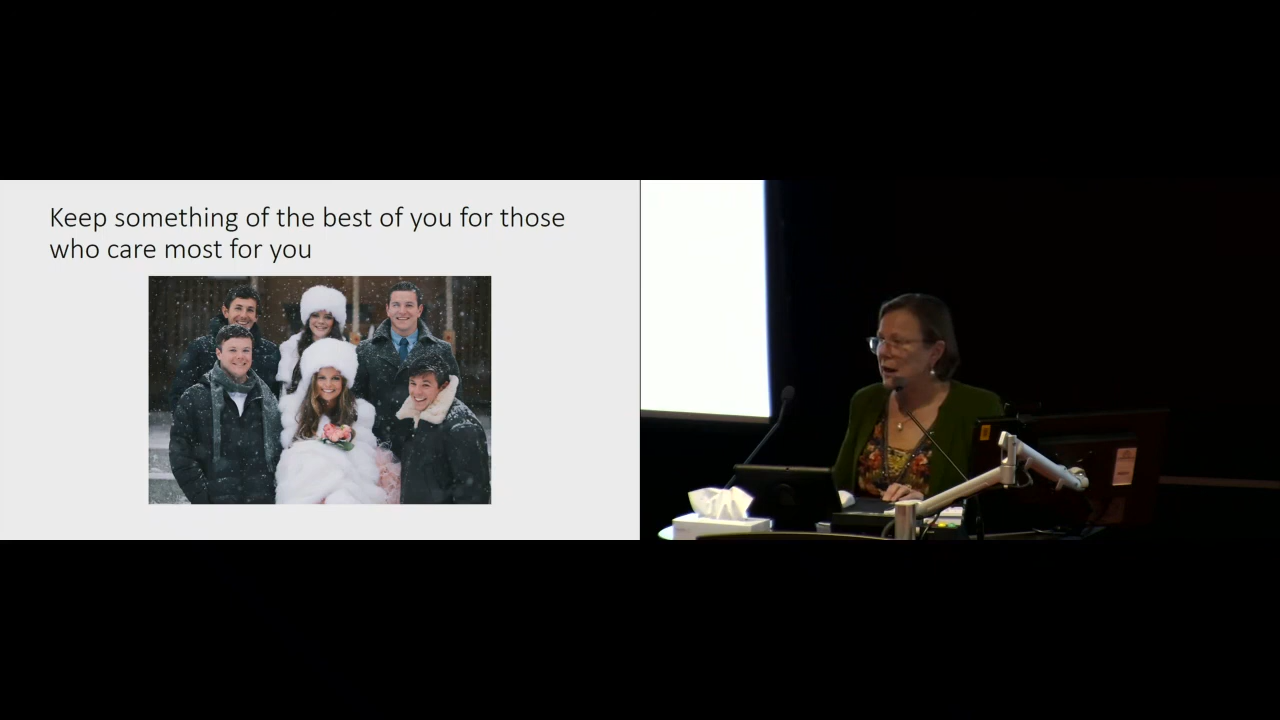 Keep something of the best of you for those
who care most for you